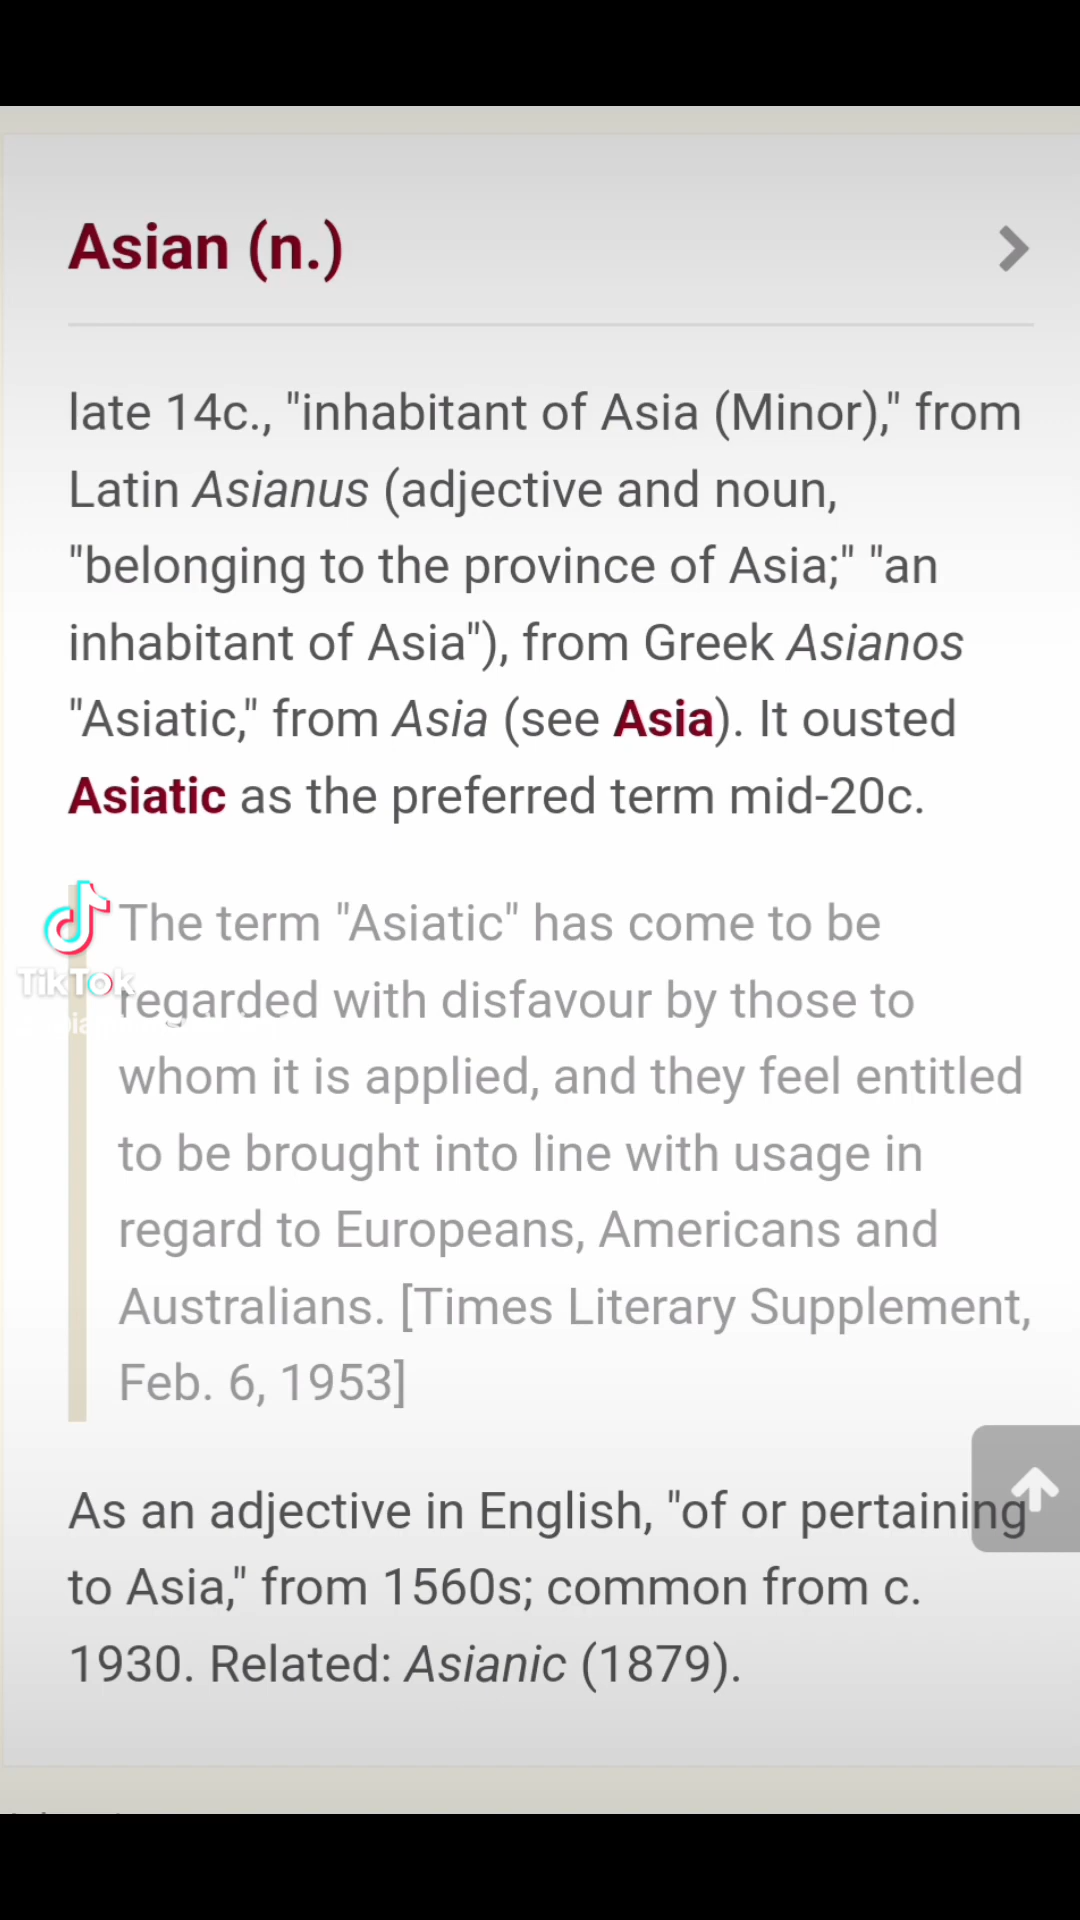 Asian (n.)
late 14c., "inhabitant of Asia (Minor)," from
Latin Asianus (adjective and noun,
"belonging to the province of Asia;" "an
inhabitant of Asia"), from Greek Asianos
"Asiatic," from Asia (see Asia). It ousted
Asiatic as the preferred term mid-20c.
The term "Asiatic" has come to be
TikTok
regarded with disfavour by those to
whom it is applied, and they feel entitled
to be brought into line with usage in
regard to Europeans, Americans and
Australians. [Times Literary Supplement,
Feb. 6, 1953]
As an adjective in English, "of or pertaining
to Asia," from 1560s; common from c.
1930. Related: Asianic (1879).